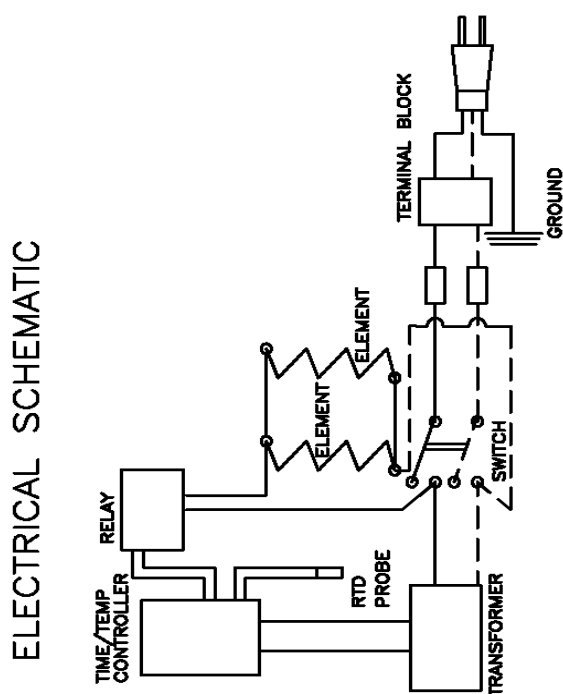 ELECTRICAL SCHEMATIC
TIME/TEMP
CONTROLLER
RELAY
RTD
PROBE
ELEMENT
ELEMENT
TRANSFORMER
SWITCH
TERMINAL BLOCK
GROUND